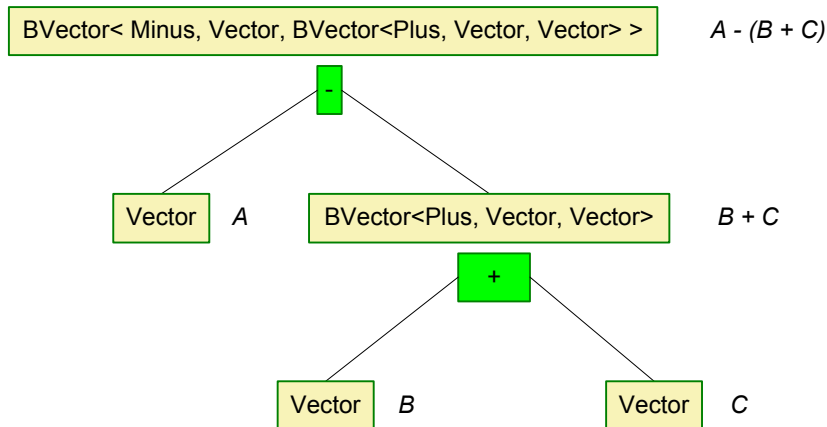 BVector< Minus, Vector, BVector<Plus, Vector, Vector> > A - (B + C)
-
Vector A BVector<Plus, Vector, Vector> B + C
+
Vector B Vector C